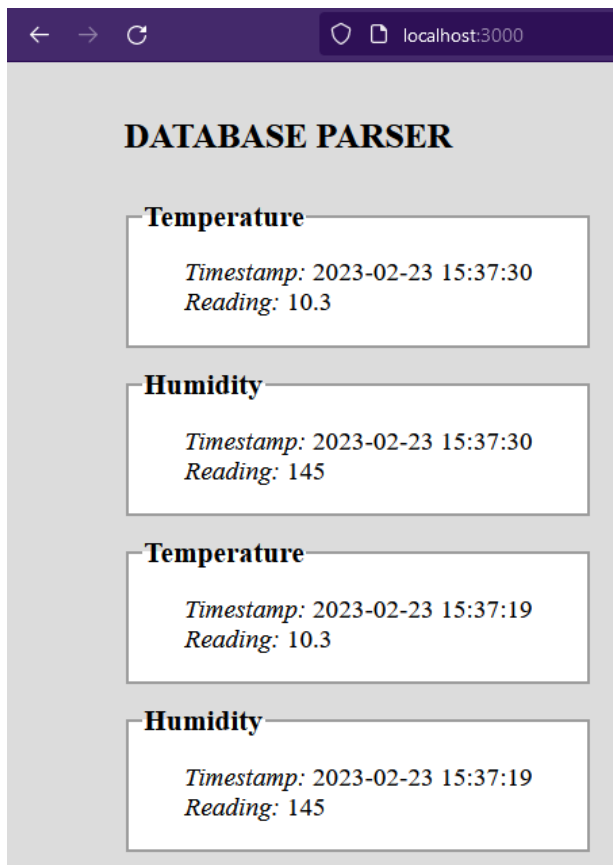 localhost:3000
DATABASE PARSER
Temperature
Timestamp: 2023-02-23 15:37:30
Reading: 10.3
Humidity
Timestamp: 2023-02-23 15:37:30
Reading: 145
Temperature
Timestamp: 2023-02-23 15:37:19
Reading: 10.3
Humidity
Timestamp: 2023-02-23 15:37:19
Reading: 145